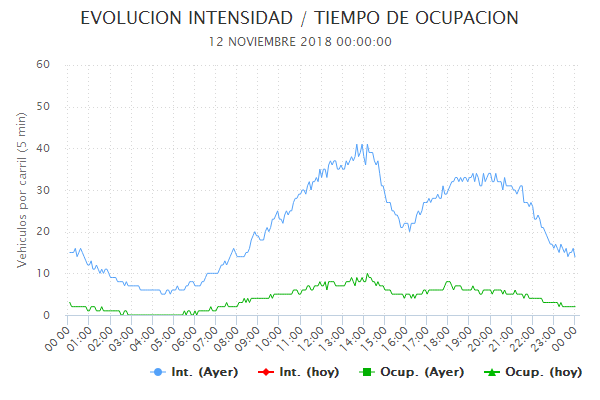 EVOLUCION INTENSIDAD / TIEMPO DE OCUPACION
12 NOVIEMBRE 2018 00:00:00
Vehiculos por carril (5 min)
60
50
40
30
20
10
0
00:00 01:00 02:00 03:00 04:00 05:00 06:00 07:00 08:00 09:00 10:00 11:00 12:00 13:00 14:00 15:00 16:00 17:00 18:00 19:00 20:00 21:00 22:00 23:00 00:00
Int. (Ayer) Int. (hoy) Ocup. (Ayer) Ocup. (hoy)